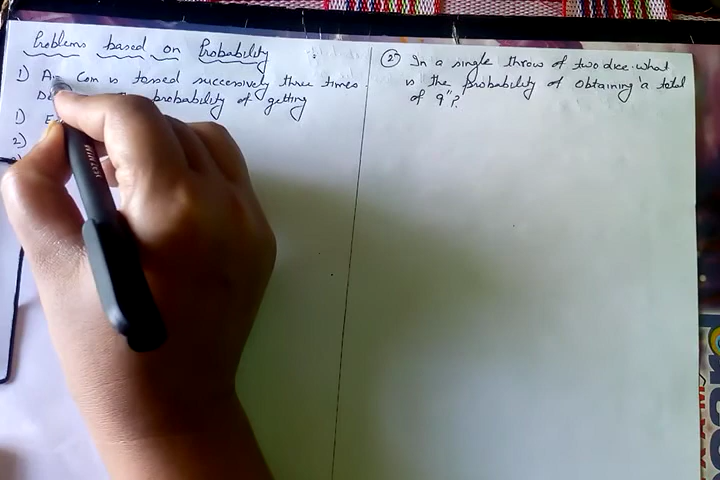 Problems based on Probability
1) A Coin is tossed successively three times.
probability of getting
1)
2)
② In a single throw of two dice. what
is the probability of obtaining "a total
of 9"?